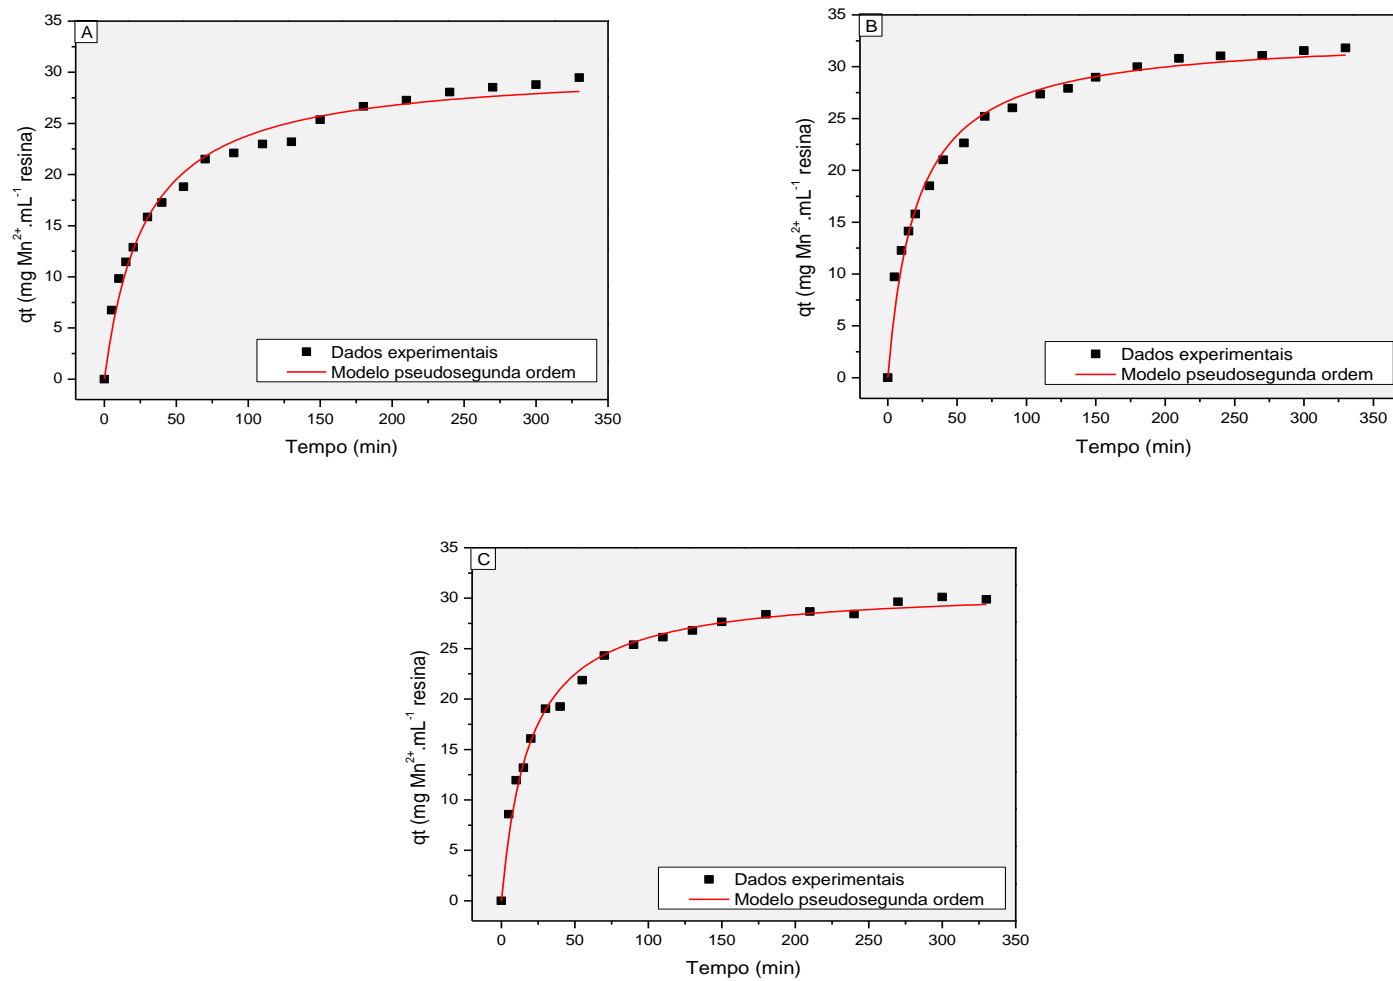 A
35
30
25
20
15
10
5
0
qt (mg Mn²⁺.mL⁻¹ resina)
Dados experimentais
Modelo pseudosegunda ordem
0 50 100 150 200 250 300 350
Tempo (min)
B
35
30
25
20
15
10
5
0
qt (mg Mn²⁺.mL⁻¹ resina)
Dados experimentais
Modelo pseudosegunda ordem
0 50 100 150 200 250 300 350
Tempo (min)
C
35
30
25
20
15
10
5
0
qt (mg Mn²⁺.mL⁻¹ resina)
Dados experimentais
Modelo pseudosegunda ordem
0 50 100 150 200 250 300 350
Tempo (min)